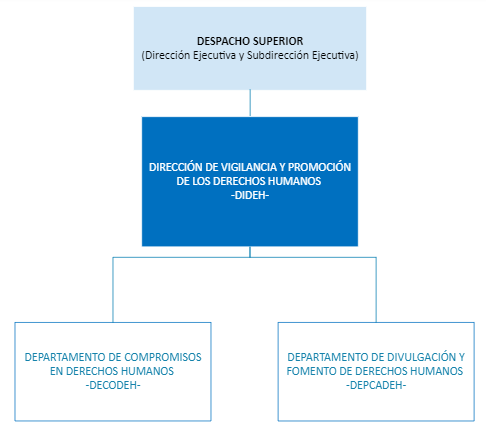 DESPACHO SUPERIOR
(Dirección Ejecutiva y Subdirección Ejecutiva)
DIRECCIÓN DE VIGILANCIA Y PROMOCIÓN
DE LOS DERECHOS HUMANOS
-DIDEH-
DEPARTAMENTO DE COMPROMISOS
EN DERECHOS HUMANOS
-DECODEH-
DEPARTAMENTO DE DIVULGACIÓN Y
FOMENTO DE DERECHOS HUMANOS
-DEPCADEH-